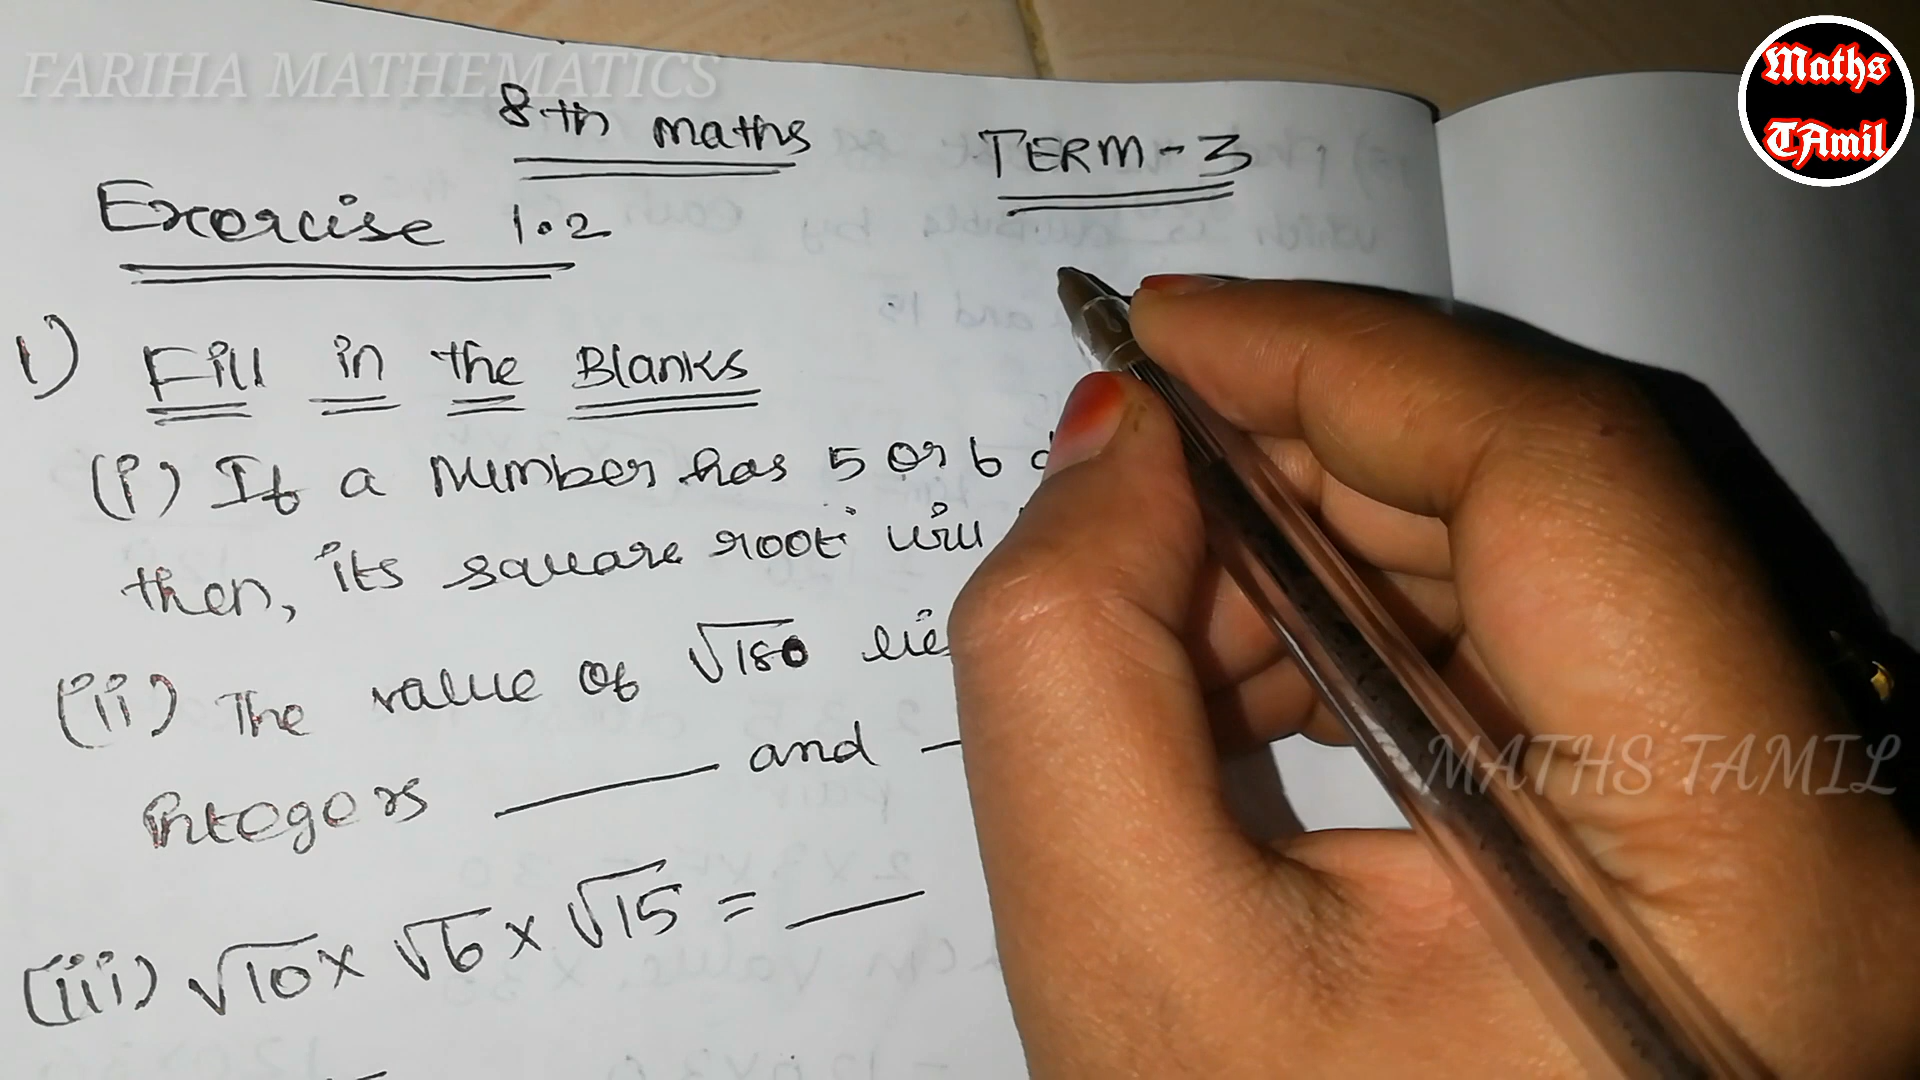 FARIHA MATHEMATICS
Maths
TAmil
8th maths
TERM-3
Exercise 1.2
1) Fill in the Blanks
(i) If a number has 5 or 6
then, its square root will
(ii) The value of √180 lie
integers ____ and —
(iii) √10 × √6 × √15 = ___
MATHS TAMIL